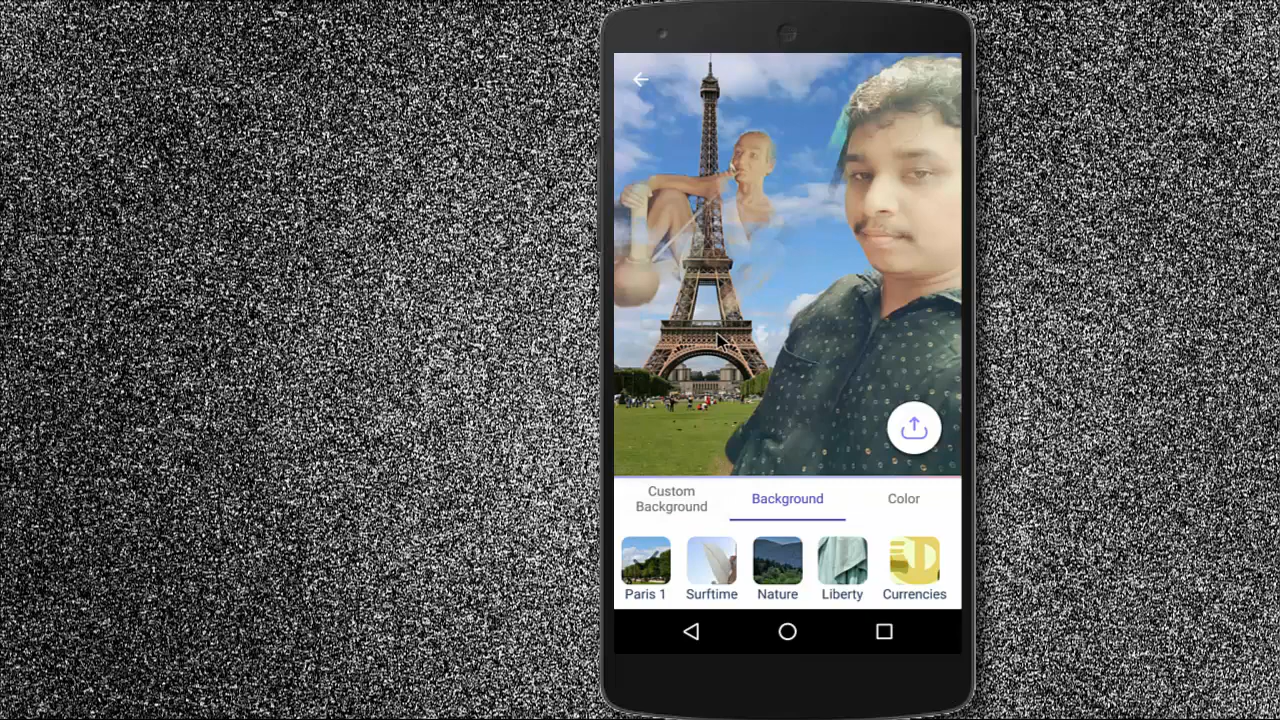 Custom
Background
Background
Color
Paris 1
Surftime
Nature
Liberty
Currencies